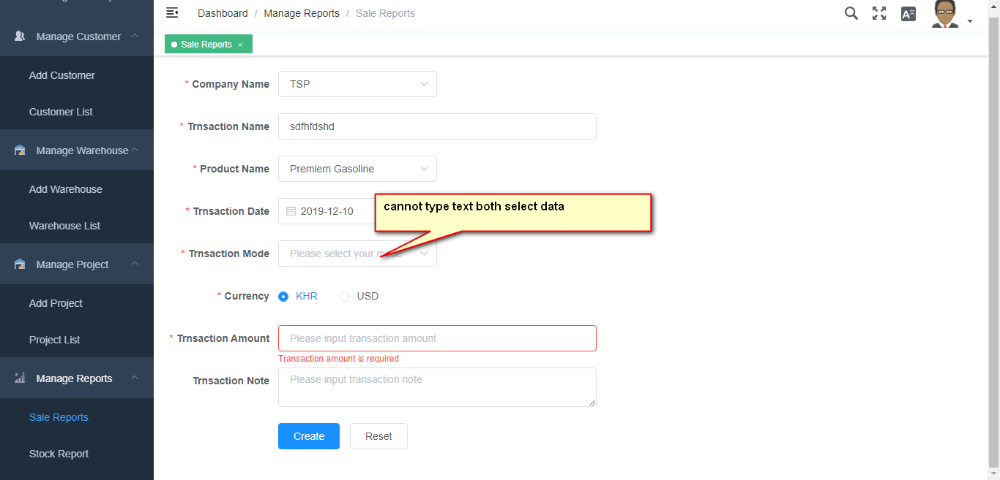 Manage Customer
Add Customer
Customer List
Manage Warehouse
Add Warehouse
Warehouse List
Manage Project
Add Project
Project List
Manage Reports
Sale Reports
Stock Report
Dashboard / Manage Reports / Sale Reports
A文
Sale Reports ×
* Company Name TSP
* Trnsaction Name sdfhfdshd
* Product Name Premiem Gasoline
* Trnsaction Date 2019-12-10
cannot type text both select data
* Trnsaction Mode Please select your mode
* Currency KHR USD
* Trnsaction Amount Please input transaction amount
Transaction amount is required
Trnsaction Note Please input transaction note
Create Reset